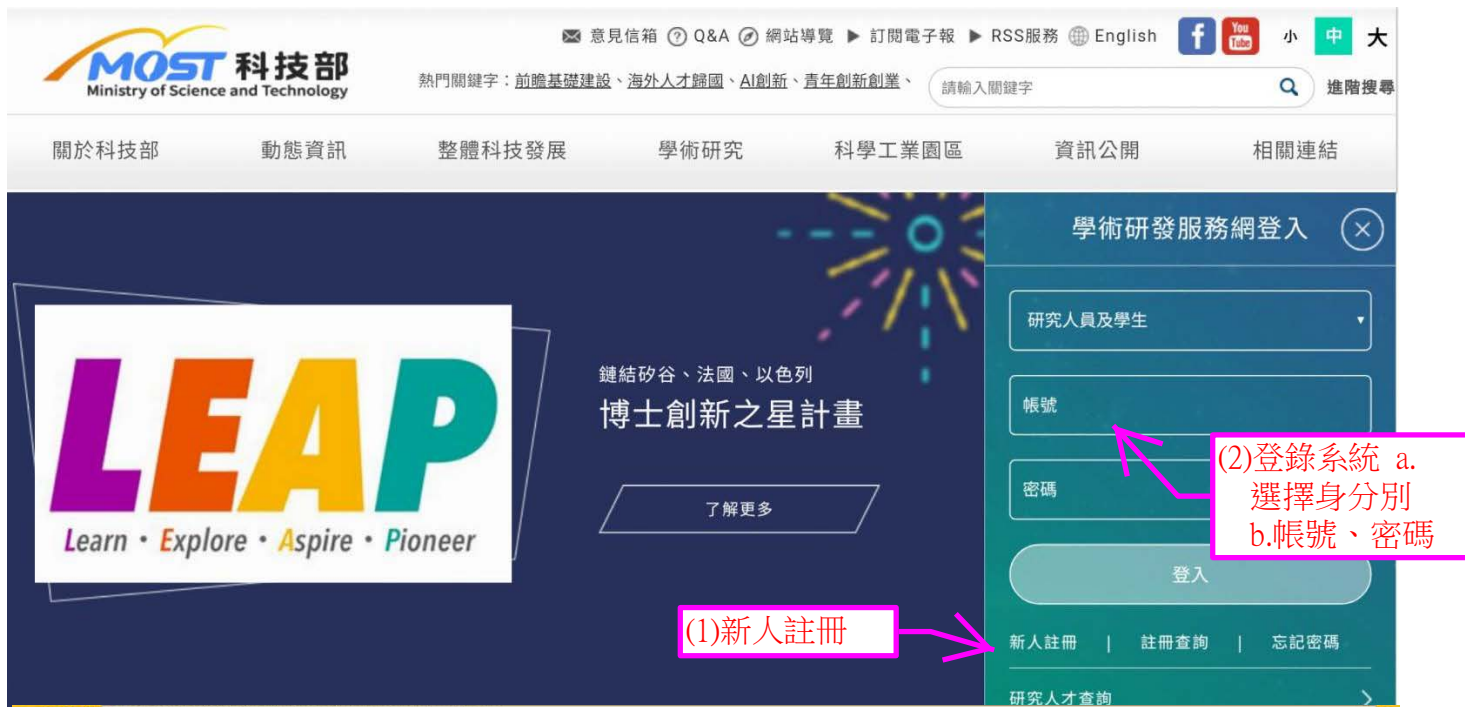 意見信箱 Q&A 網站導覽 ▶ 訂閱電子報 ▶ RSS服務 English f You Tube 小 中 大
MOST 科技部
Ministry of Science and Technology
熱門關鍵字：前瞻基礎建設、海外人才歸國、AI創新、青年創新創業、
請輸入關鍵字
進階搜尋
關於科技部 動態資訊 整體科技發展 學術研究 科學工業園區 資訊公開 相關連結
LEAP
Learn・Explore・Aspire・Pioneer
鏈結矽谷、法國、以色列
博士創新之星計畫
了解更多
學術研發服務網登入
研究人員及學生
帳號
密碼
(2)登錄系統 a.
選擇身分別
b.帳號、密碼
登入
(1)新人註冊
新人註冊 | 註冊查詢 | 忘記密碼
研究人才查詢